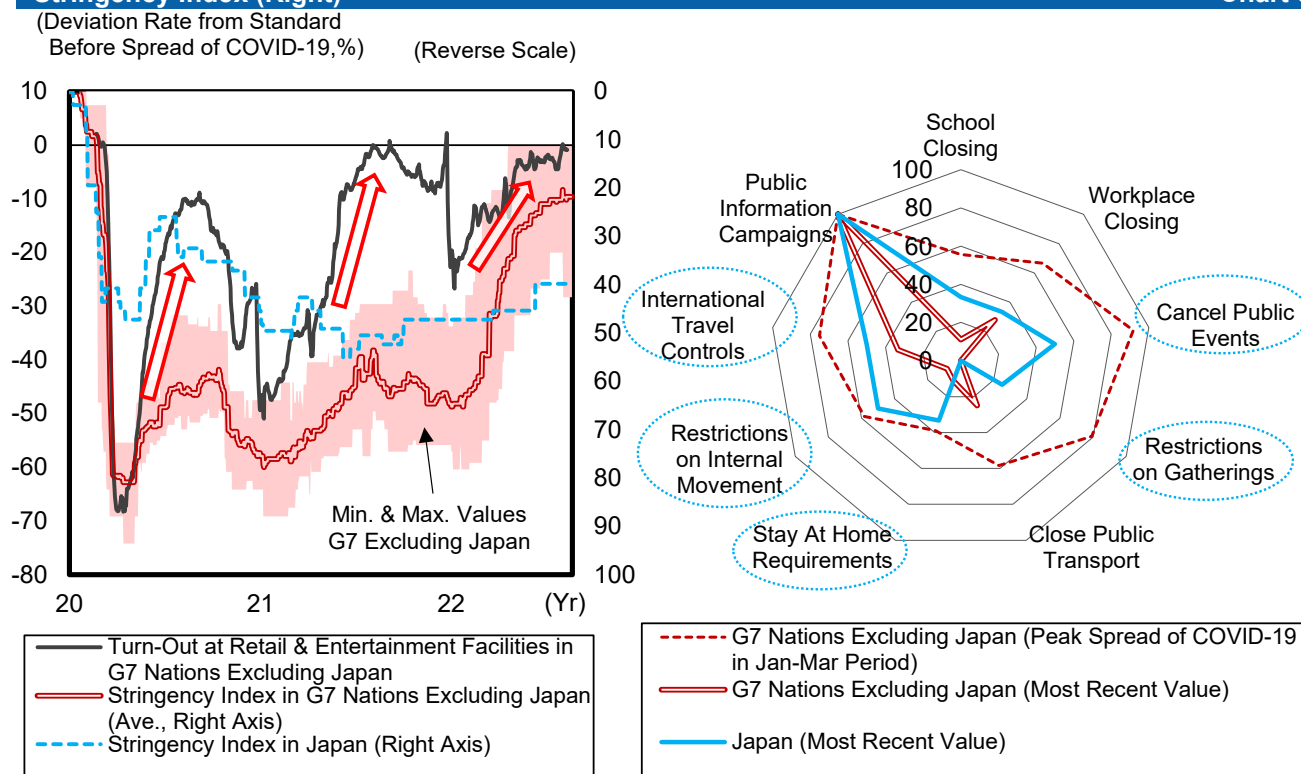 Stringency Index (Right)
(Deviation Rate from Standard
Before Spread of COVID-19,%)
(Reverse Scale)
10
0
-10
-20
-30
-40
-50
-60
-70
-80
0
10
20
30
40
50
60
70
80
90
100
20
21
22
(Yr)
Min. & Max. Values
G7 Excluding Japan
Turn-Out at Retail & Entertainment Facilities in
G7 Nations Excluding Japan
Stringency Index in G7 Nations Excluding Japan
(Ave., Right Axis)
Stringency Index in Japan (Right Axis)
Chart
School
Closing
Workplace
Closing
Cancel Public
Events
Restrictions
on Gatherings
Close Public
Transport
Stay At Home
Requirements
Restrictions
on Internal
Movement
International
Travel
Controls
Public
Information
Campaigns
100
80
60
40
20
0
G7 Nations Excluding Japan (Peak Spread of COVID-19
in Jan-Mar Period)
G7 Nations Excluding Japan (Most Recent Value)
Japan (Most Recent Value)